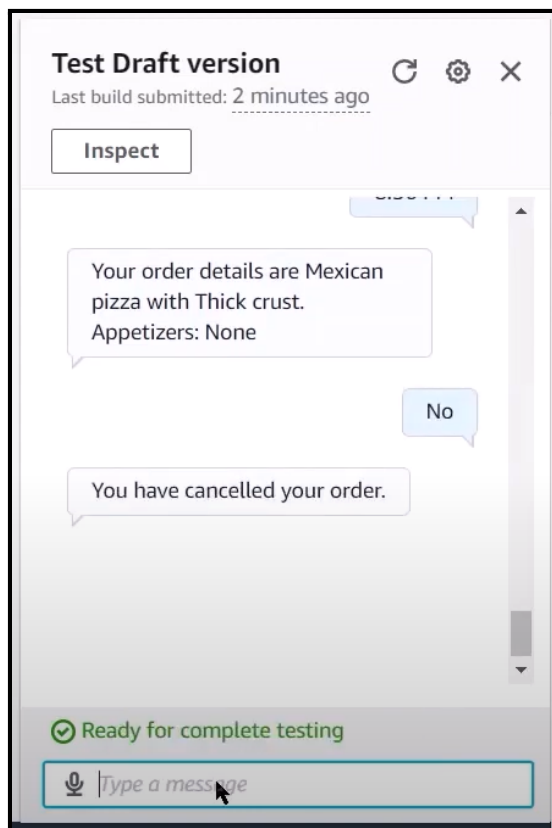 Test Draft version
Last build submitted: 2 minutes ago
Inspect
Your order details are Mexican
pizza with Thick crust.
Appetizers: None
No
You have cancelled your order.
Ready for complete testing
Type a message